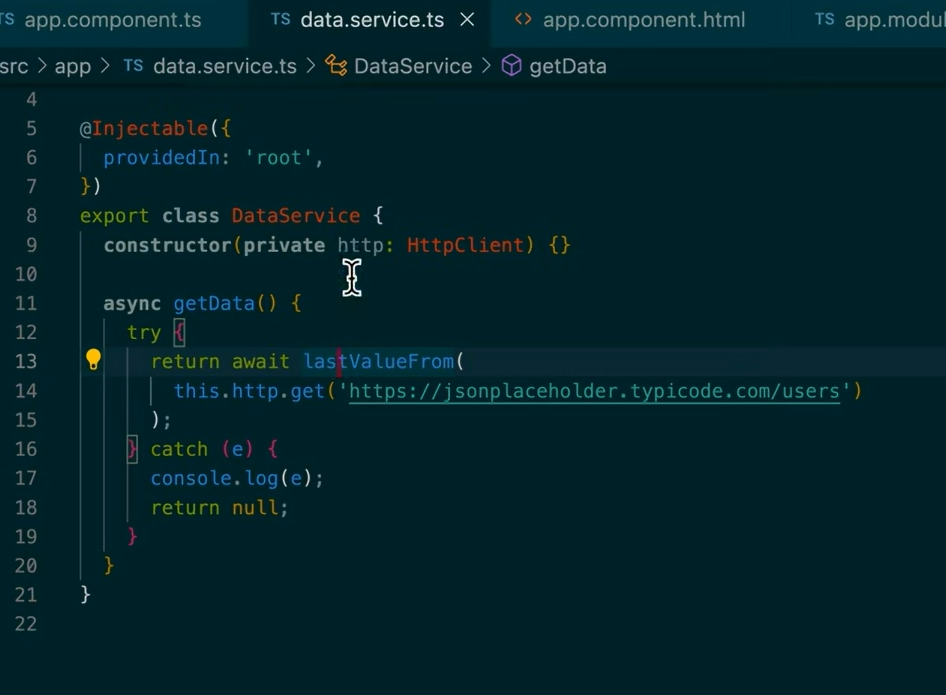 TS app.component.ts TS data.service.ts × <> app.component.html TS app.modul
src > app > TS data.service.ts > DataService > getData
4
5 @Injectable({
6 providedIn: 'root',
7 })
8 export class DataService {
9 constructor(private http: HttpClient) {}
10
11 async getData() {
12 try {
13 return await lastValueFrom(
14 this.http.get('https://jsonplaceholder.typicode.com/users')
15 );
16 } catch (e) {
17 console.log(e);
18 return null;
19 }
20 }
21 }
22